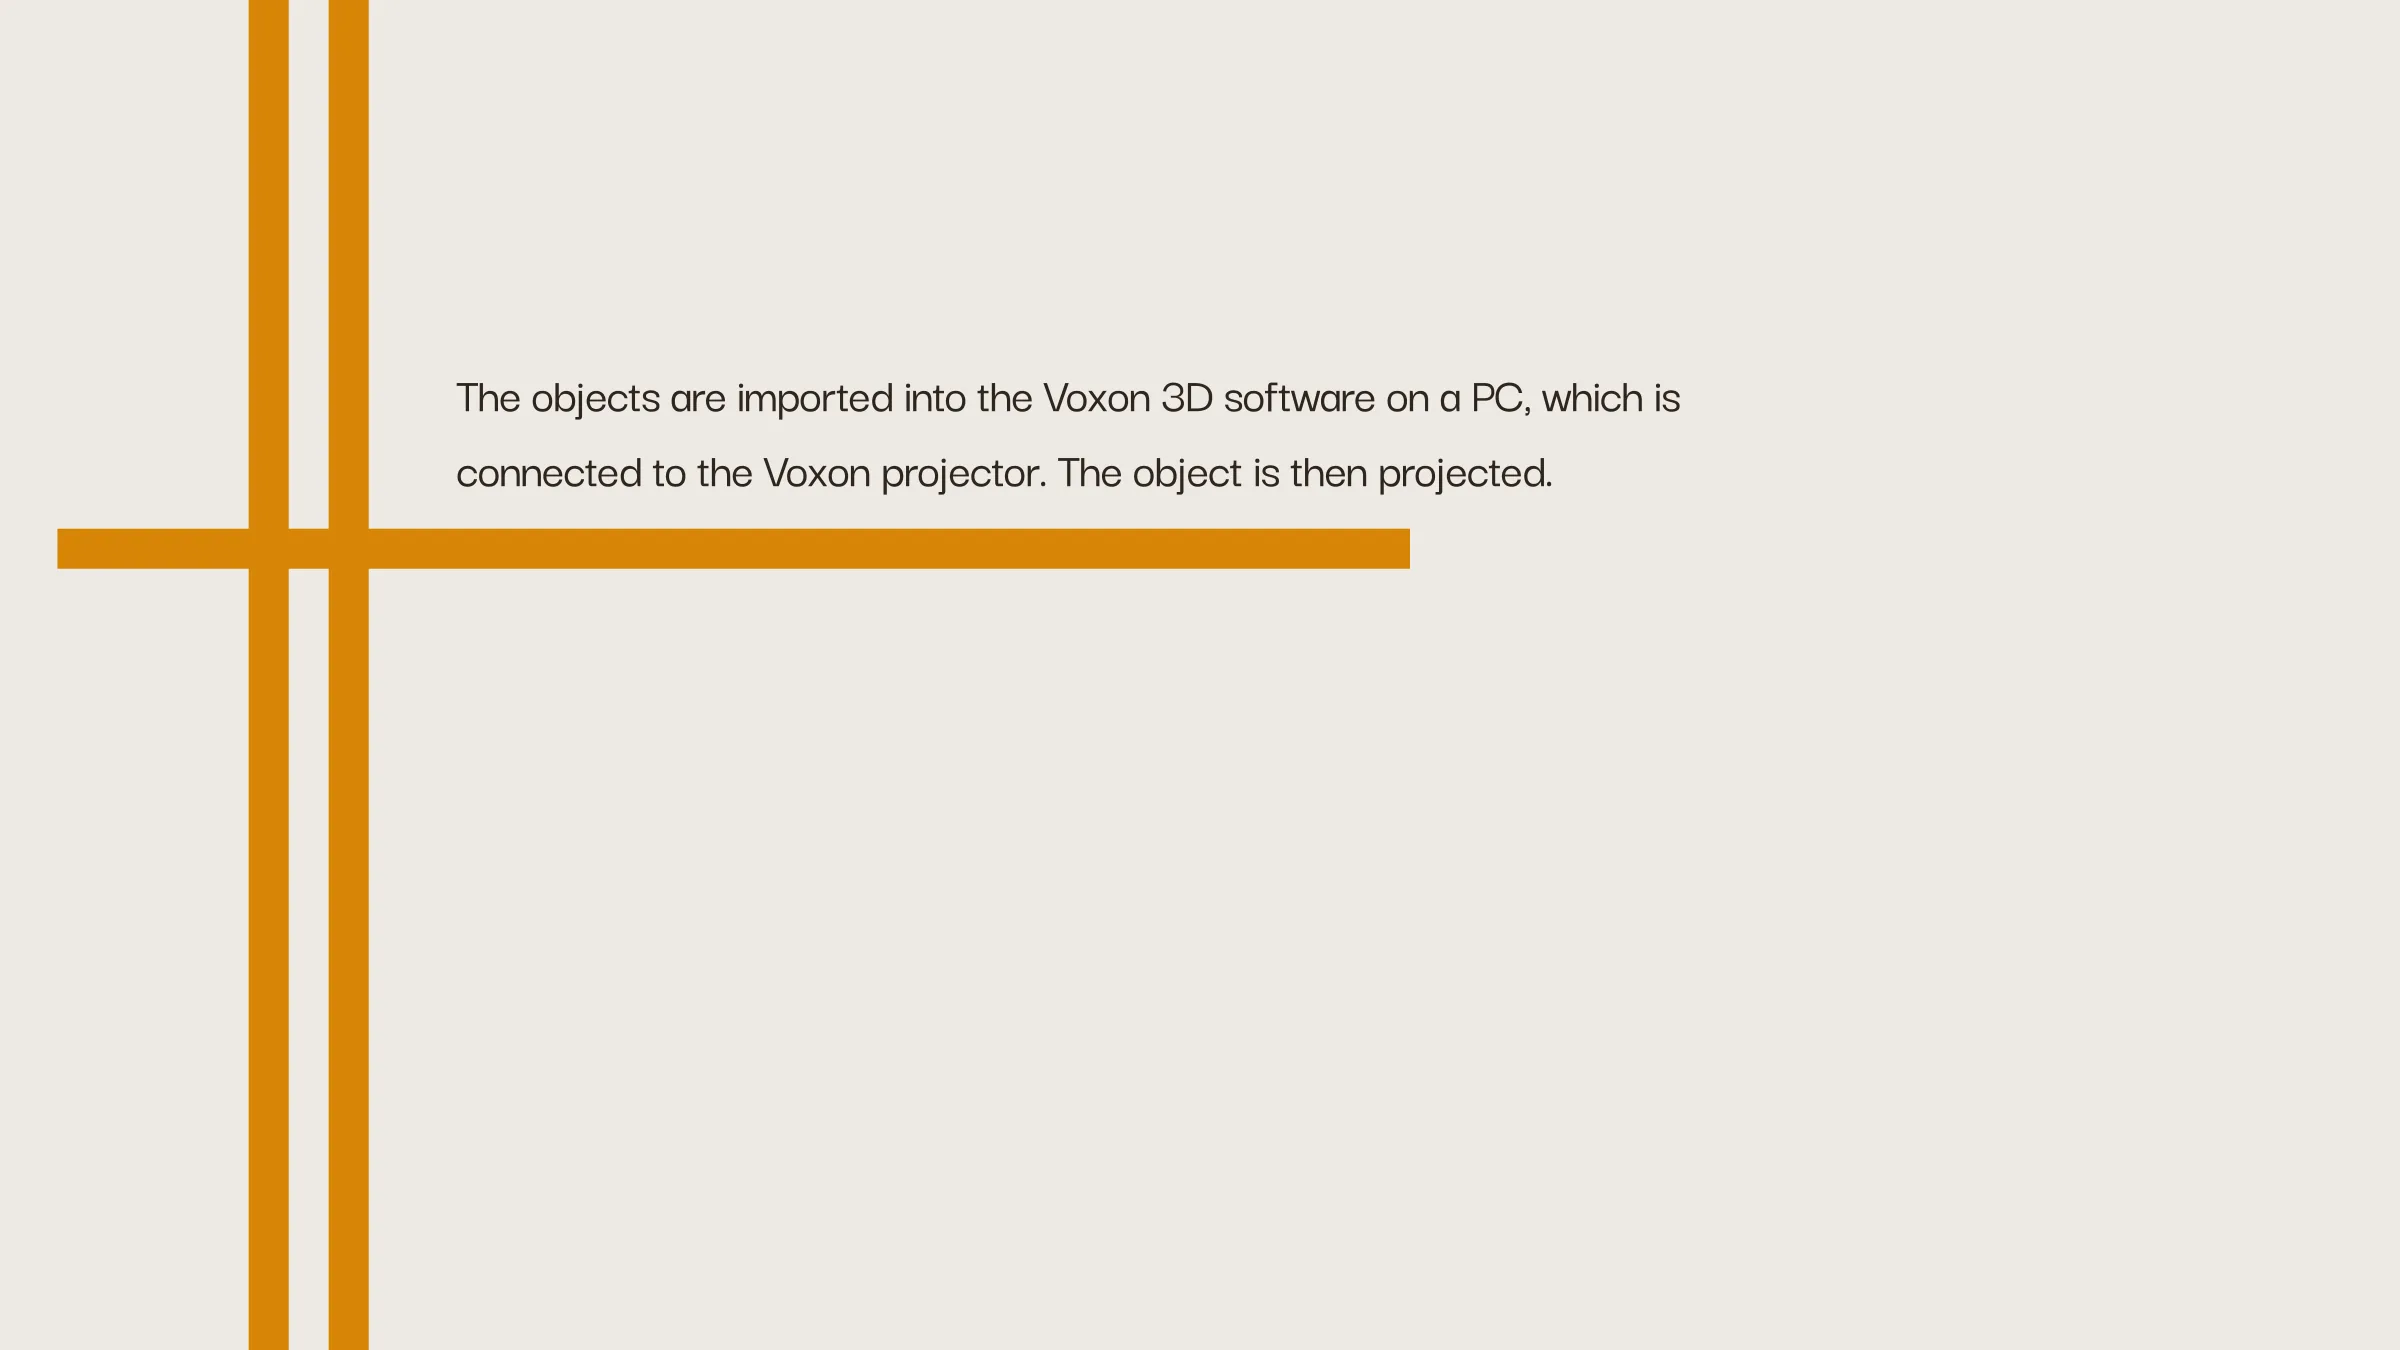 The objects are imported into the Voxon 3D software on a PC, which is
connected to the Voxon projector. The object is then projected.